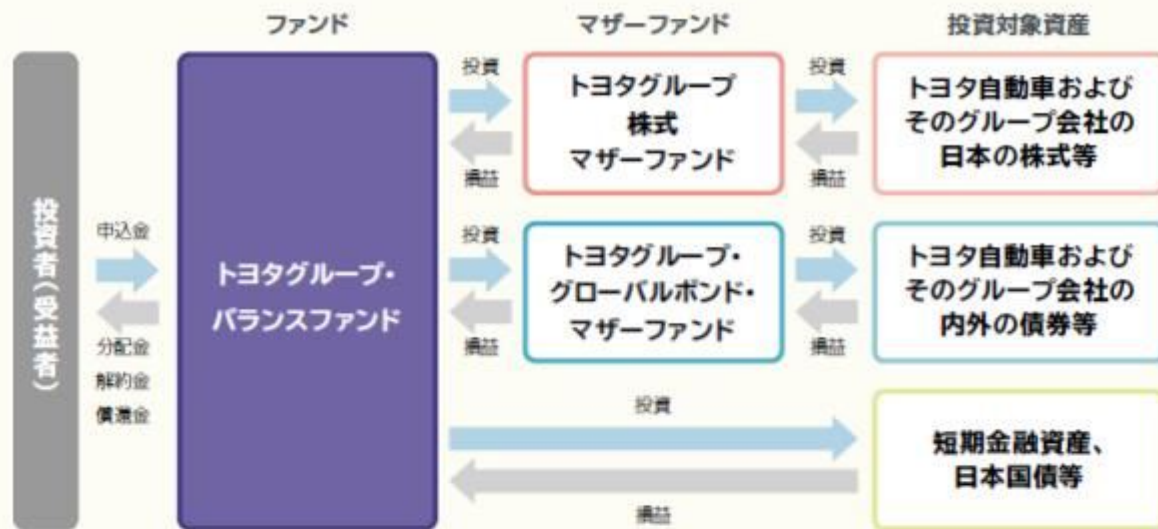 ファンド
マザーファンド
投資対象資産
投資者(受益者)
申込金
分配金
解約金
償還金
トヨタグループ・
バランスファンド
投資
損益
トヨタグループ
株式
マザーファンド
投資
損益
トヨタ自動車および
そのグループ会社の
日本の株式等
投資
損益
トヨタグループ・
グローバルボンド・
マザーファンド
投資
損益
トヨタ自動車および
そのグループ会社の
内外の債券等
投資
損益
短期金融資産、
日本国債等